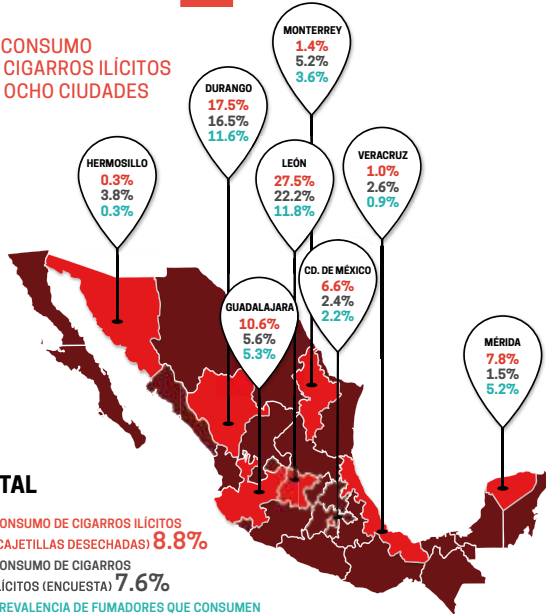 CONSUMO
CIGARROS ILÍCITOS
OCHO CIUDADES
MONTERREY
1.4%
5.2%
3.6%
DURANGO
17.5%
16.5%
11.6%
HERMOSILLO
0.3%
3.8%
0.3%
LEÓN
27.5%
22.2%
11.8%
VERACRUZ
1.0%
2.6%
0.9%
CD. DE MÉXICO
6.6%
2.4%
2.2%
GUADALAJARA
10.6%
5.6%
5.3%
MÉRIDA
7.8%
1.5%
5.2%
TAL
ONSUMO DE CIGARROS ILÍCITOS
CAJETILLAS DESECHADAS) 8.8%
ONSUMO DE CIGARROS
LÍCITOS (ENCUESTA) 7.6%
REVALENCIA DE FUMADORES QUE CONSUMEN